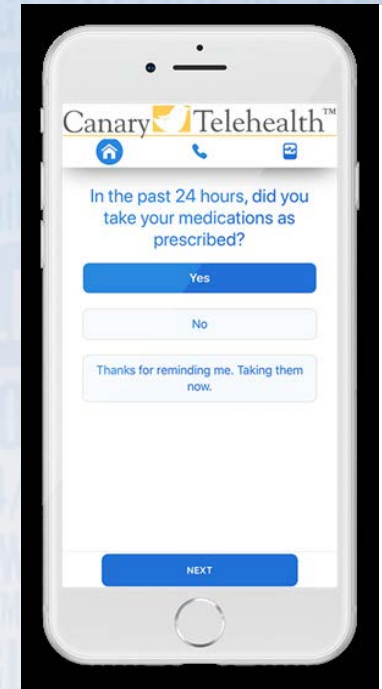 Canary Telehealth™
In the past 24 hours, did you
take your medications as
prescribed?
Yes
No
Thanks for reminding me. Taking them
now.
NEXT